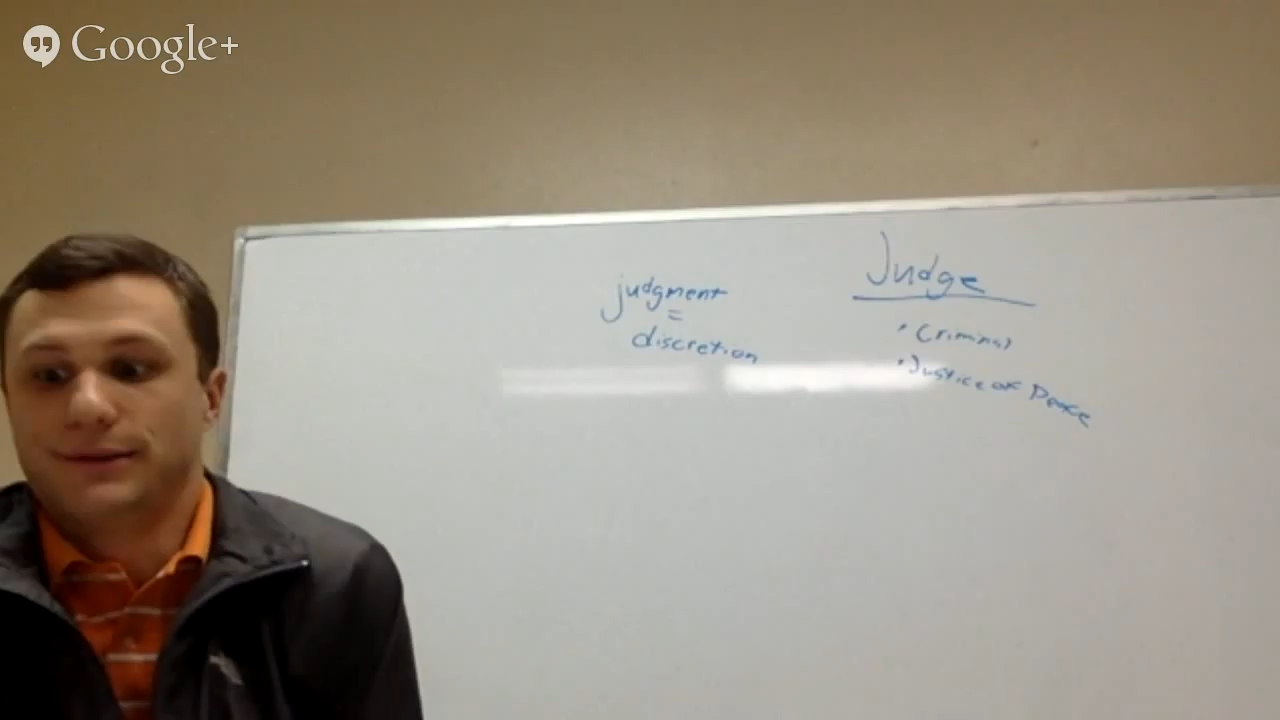 Google+
judgment
=
discretion
Judge
• Criminal
• Justice of Peace